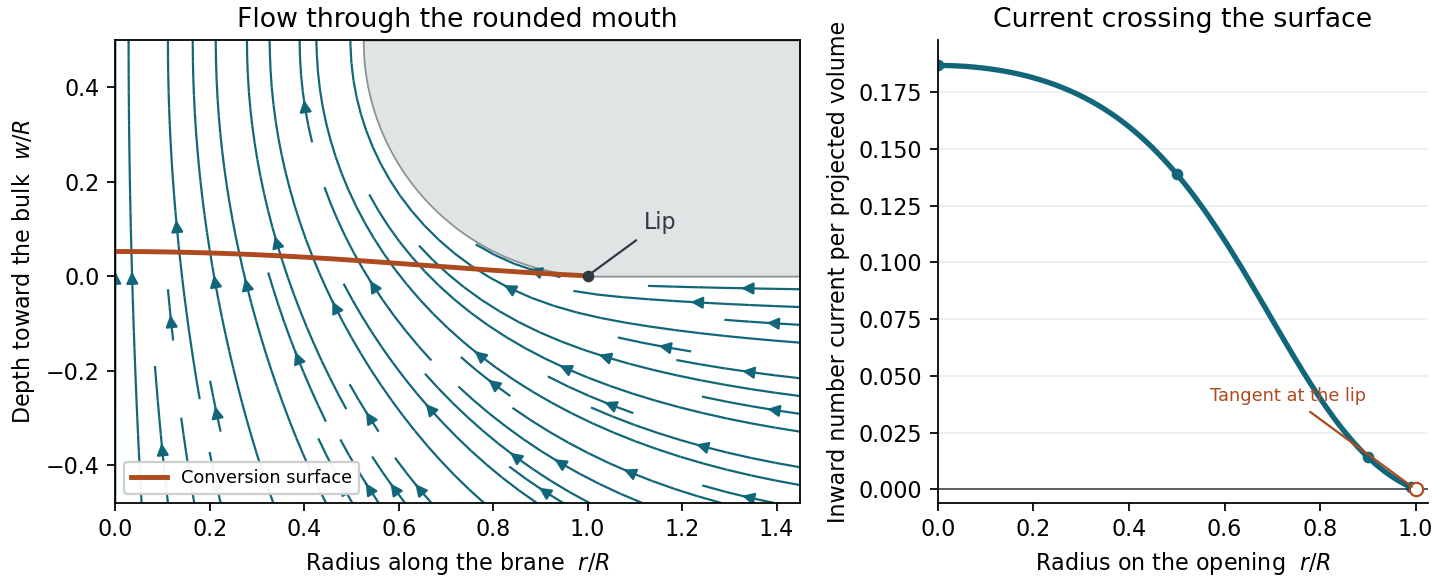 Flow through the rounded mouth
Depth toward the bulk w/R
0.4
0.2
0.0
−0.2
−0.4
Lip
Conversion surface
0.0 0.2 0.4 0.6 0.8 1.0 1.2 1.4
Radius along the brane r/R
Current crossing the surface
Inward number current per projected volume
0.175
0.150
0.125
0.100
0.075
0.050
0.025
0.000
Tangent at the lip
0.0 0.2 0.4 0.6 0.8 1.0
Radius on the opening r/R